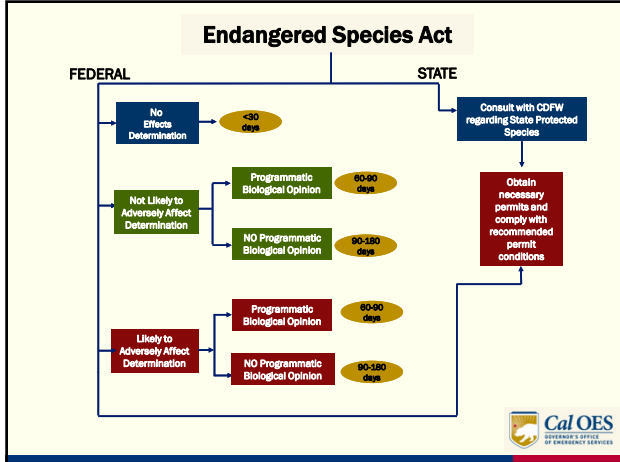 Endangered Species Act
FEDERAL
STATE
No
Effects
Determination
<30
days
Consult with CDFW
regarding State Protected
Species
Not Likely to
Adversely Affect
Determination
Programmatic
Biological Opinion
60-90
days
NO Programmatic
Biological Opinion
90-180
days
Obtain
necessary
permits and
comply with
recommended
permit
conditions
Likely to
Adversely Affect
Determination
Programmatic
Biological Opinion
60-90
days
NO Programmatic
Biological Opinion
90-180
days
Cal OES
GOVERNOR'S OFFICE
OF EMERGENCY SERVICES